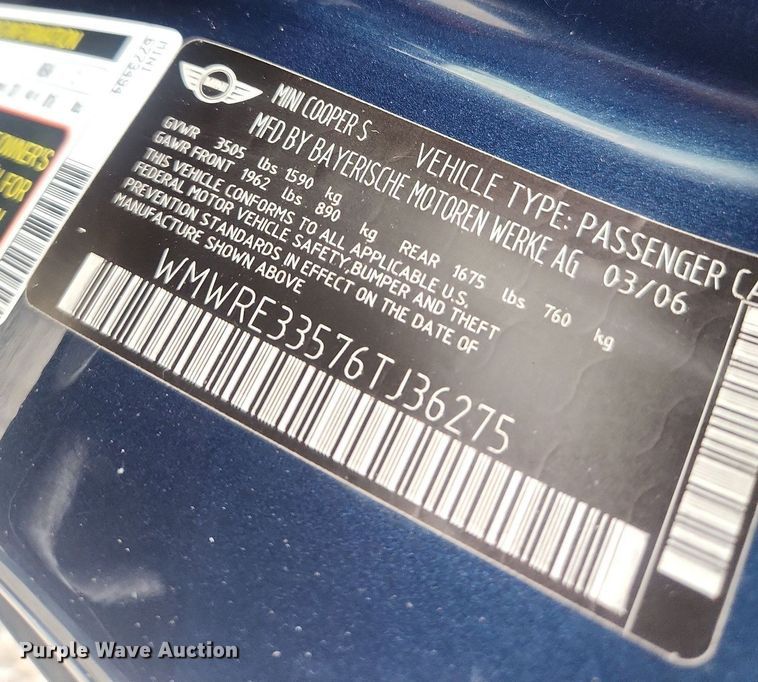 MINI COOPER S VEHICLE TYPE: PASSENGER CA
MFD BY BAYERISCHE MOTOREN WERKE AG 03/06
GVWR 3505 lbs 1590 kg
GAWR FRONT 1962 lbs 890 kg REAR 1675 lbs 760 kg
THIS VEHICLE CONFORMS TO ALL APPLICABLE U.S.
FEDERAL MOTOR VEHICLE SAFETY,BUMPER AND THEFT
PREVENTION STANDARDS IN EFFECT ON THE DATE OF
MANUFACTURE SHOWN ABOVE
WMWRE33576TJ36275
OWNER'S
FOR
Purple Wave Auction